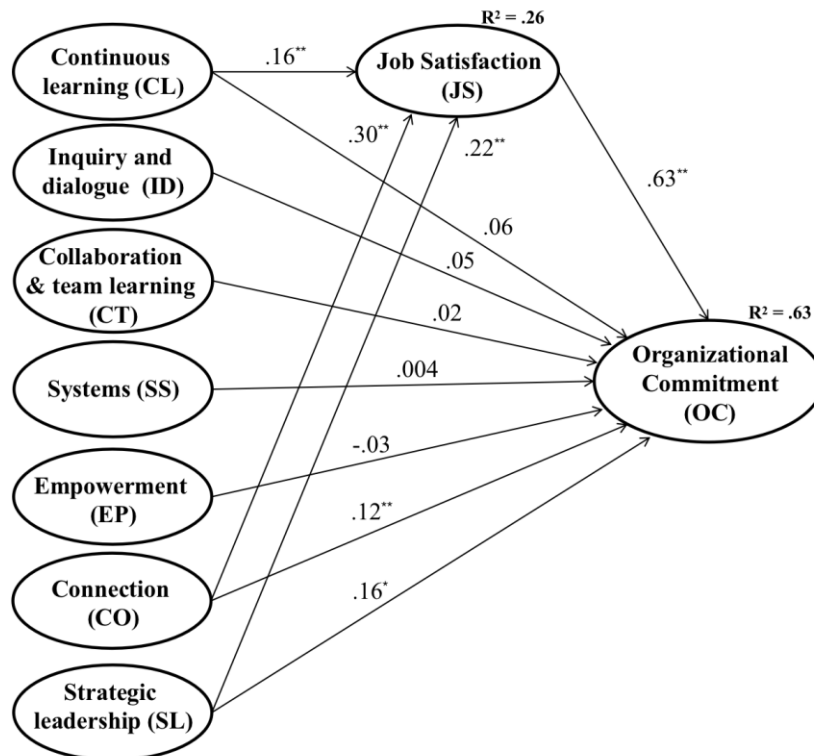 R² = .26
Continuous
learning (CL)
.16**
Job Satisfaction
(JS)
.30**
.22**
Inquiry and
dialogue (ID)
.63**
.06
.05
Collaboration
& team learning
(CT)
.02
R² = .63
Systems (SS)
.004
Organizational
Commitment
(OC)
-.03
Empowerment
(EP)
.12**
Connection
(CO)
.16*
Strategic
leadership (SL)